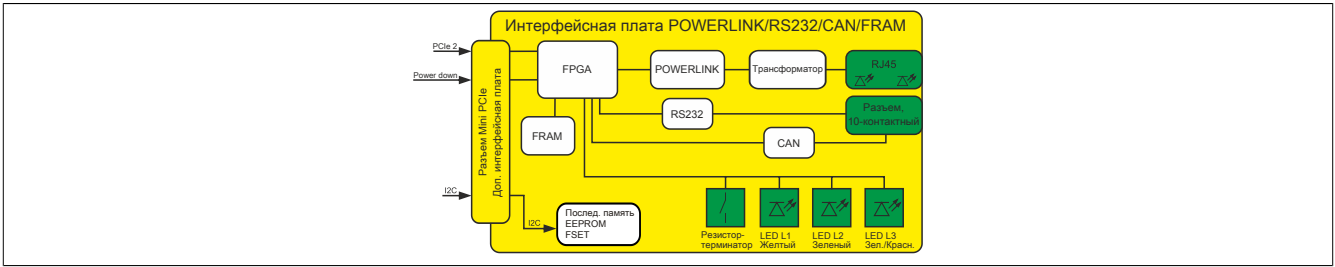 Интерфейсная плата POWERLINK/RS232/CAN/FRAM
PCIe 2
Power down
I2C
Разъем Mini PCIe
Доп. интерфейсная плата
FPGA
POWERLINK
Трансформатор
RJ45
RS232
Разъем,
10-контактный
FRAM
CAN
I2C
Послед. память
EEPROM
FSET
Резистор-
терминатор
LED L1
Желтый
LED L2
Зеленый
LED L3
Зел./Красн.